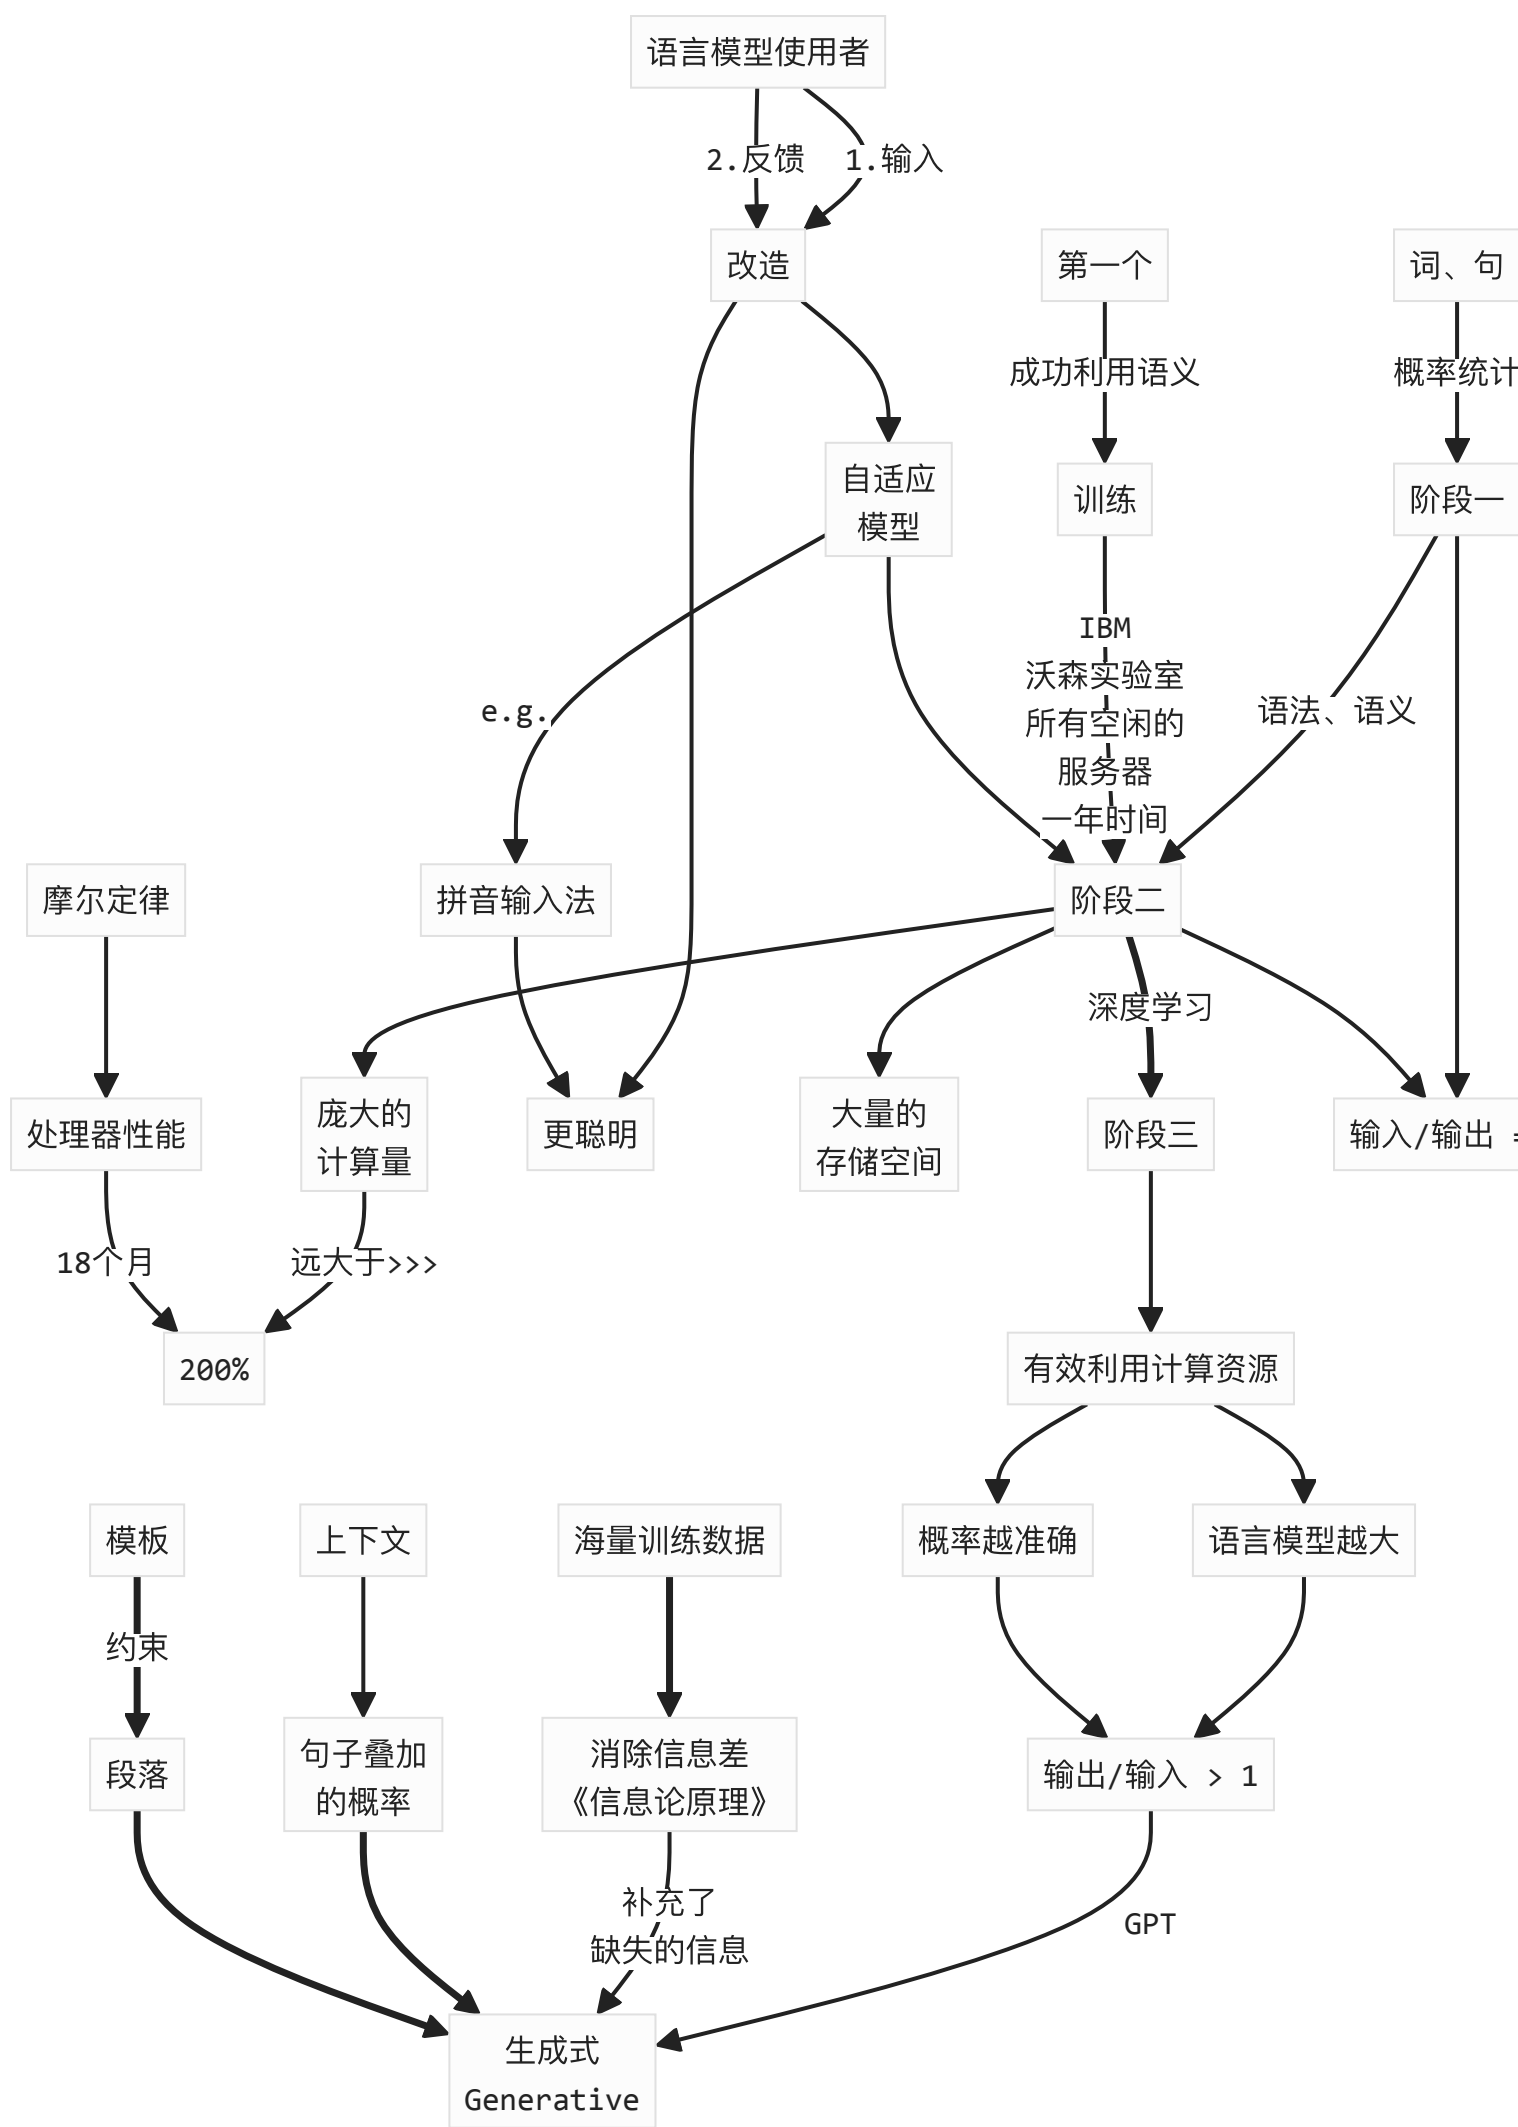 语言模型使用者
2.反馈
1.输入
改造
第一个
词、句
成功利用语义
概率统计
自适应
模型
训练
阶段一
IBM
沃森实验室
所有空闲的
服务器
一年时间
e.g.
语法、语义
摩尔定律
拼音输入法
阶段二
深度学习
处理器性能
庞大的
计算量
更聪明
大量的
存储空间
阶段三
输入/输出 =
18个月
远大于>>>
200%
有效利用计算资源
模板
上下文
海量训练数据
概率越准确
语言模型越大
约束
段落
句子叠加
的概率
消除信息差
《信息论原理》
输出/输入 > 1
补充了
缺失的信息
GPT
生成式
Generative